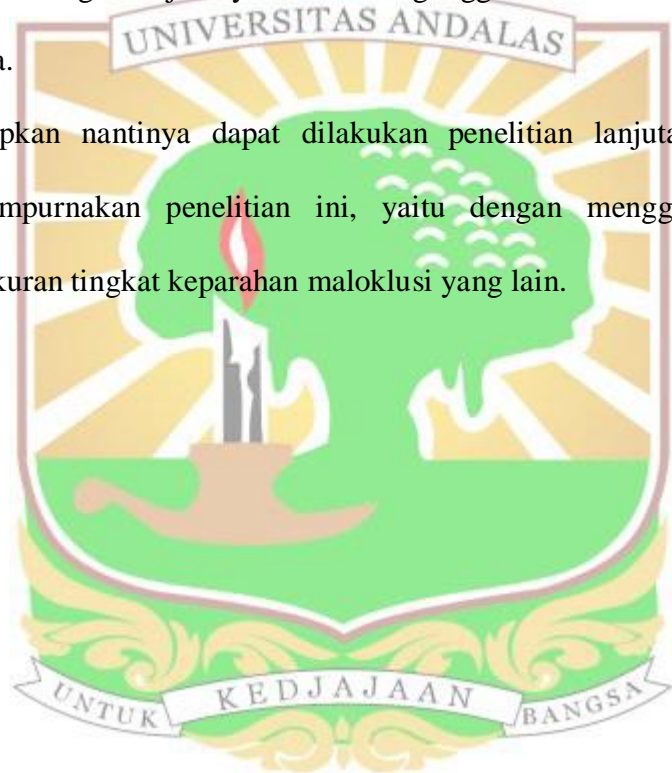 UNIVERSITAS ANDALAS
a.
pkan nantinya dapat dilakukan penelitian lanjuta
mpurnakan penelitian ini, yaitu dengan mengg
kuran tingkat keparahan maloklusi yang lain.
UNTUK KEDJAJAAN BANGSA